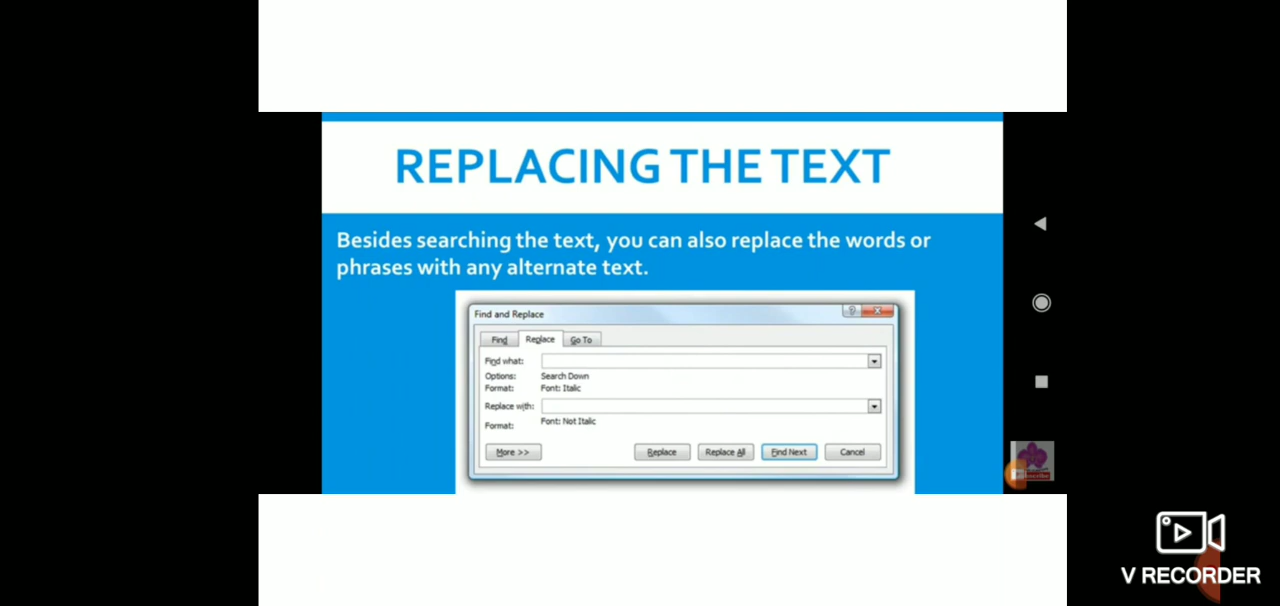 REPLACING THE TEXT
Besides searching the text, you can also replace the words or
phrases with any alternate text.
Find and Replace
Find Replace Go To
Find what:
Options: Search Down
Format: Font: Italic
Replace with:
Format: Font: Not Italic
More >> Replace Replace All Find Next Cancel
V RECORDER